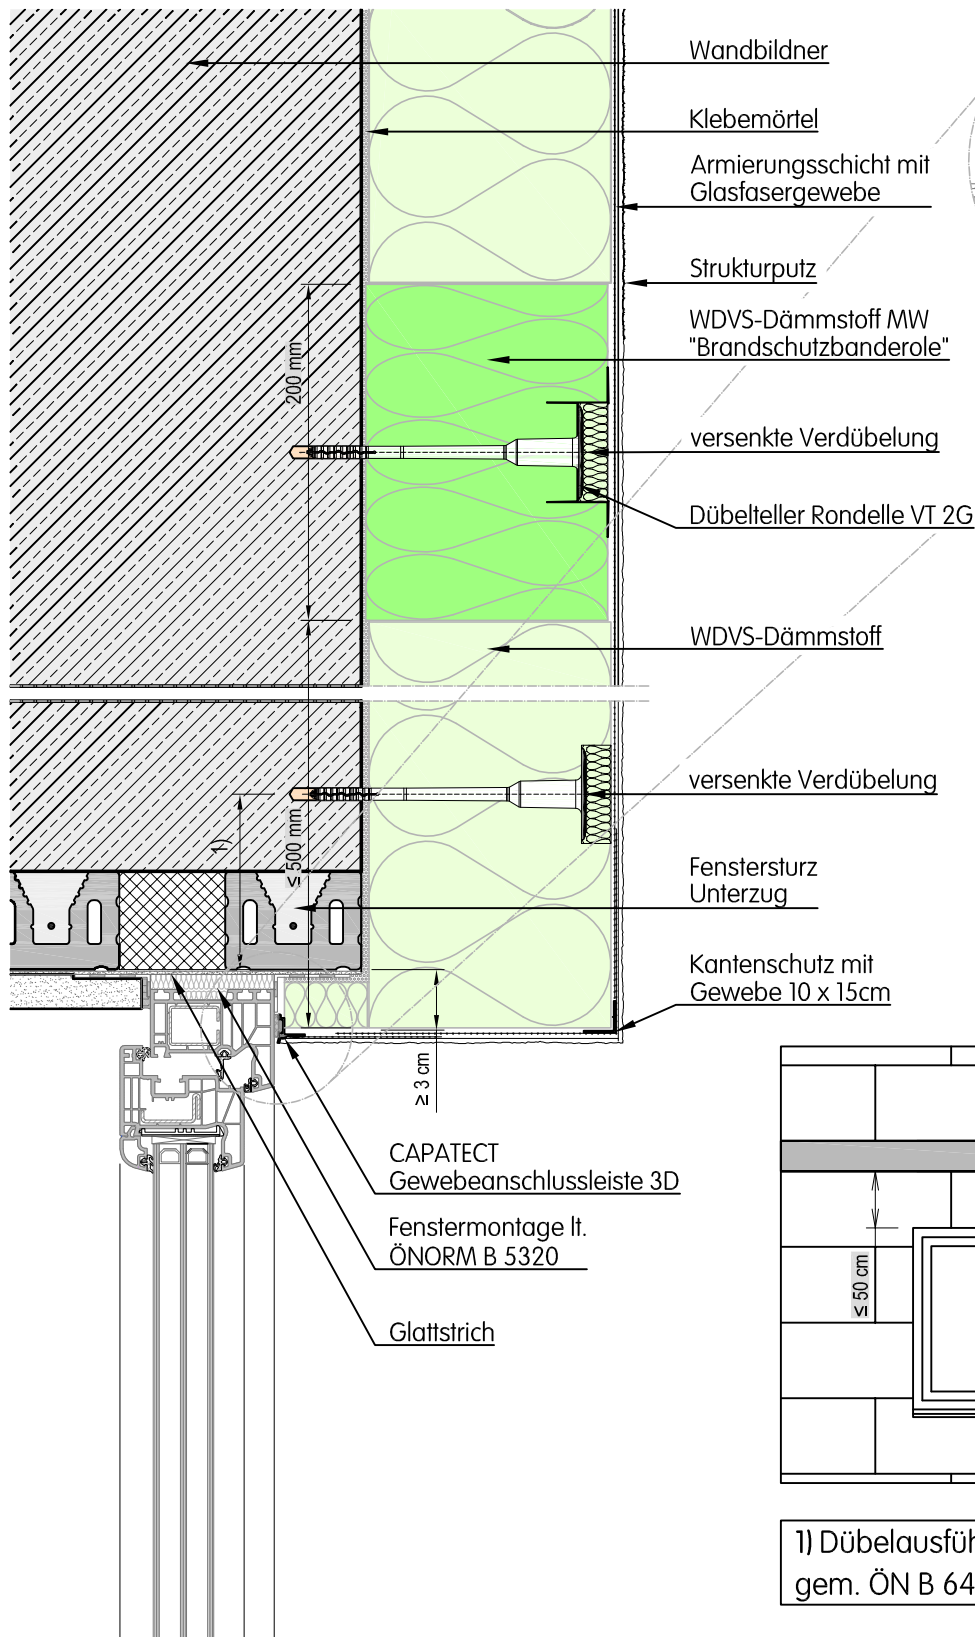 Wandbildner
Klebemörtel
Armierungsschicht mit
Glasfasergewebe
Strukturputz
WDVS-Dämmstoff MW
"Brandschutzbanderole"
200 mm
versenkte Verdübelung
Dübelteller Rondelle VT 2G
WDVS-Dämmstoff
versenkte Verdübelung
1)
≤ 500 mm
Fenstersturz
Unterzug
Kantenschutz mit
Gewebe 10 x 15cm
≥ 3 cm
CAPATECT
Gewebeanschlussleiste 3D
Fenstermontage lt.
ÖNORM B 5320
Glattstrich
≤ 50 cm
1) Dübelausfüh
gem. ÖN B 64